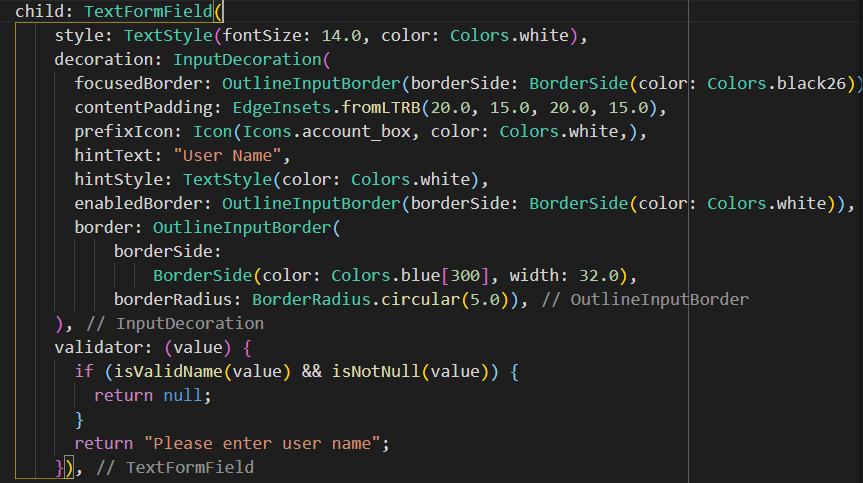 child: TextFormField(
style: TextStyle(fontSize: 14.0, color: Colors.white),
decoration: InputDecoration(
focusedBorder: OutlineInputBorder(borderSide: BorderSide(color: Colors.black26))
contentPadding: EdgeInsets.fromLTRB(20.0, 15.0, 20.0, 15.0),
prefixIcon: Icon(Icons.account_box, color: Colors.white,),
hintText: "User Name",
hintStyle: TextStyle(color: Colors.white),
enabledBorder: OutlineInputBorder(borderSide: BorderSide(color: Colors.white)),
border: OutlineInputBorder(
borderSide:
BorderSide(color: Colors.blue[300], width: 32.0),
borderRadius: BorderRadius.circular(5.0)), // OutlineInputBorder
), // InputDecoration
validator: (value) {
if (isValidName(value) && isNotNull(value)) {
return null;
}
return "Please enter user name";
}), // TextFormField